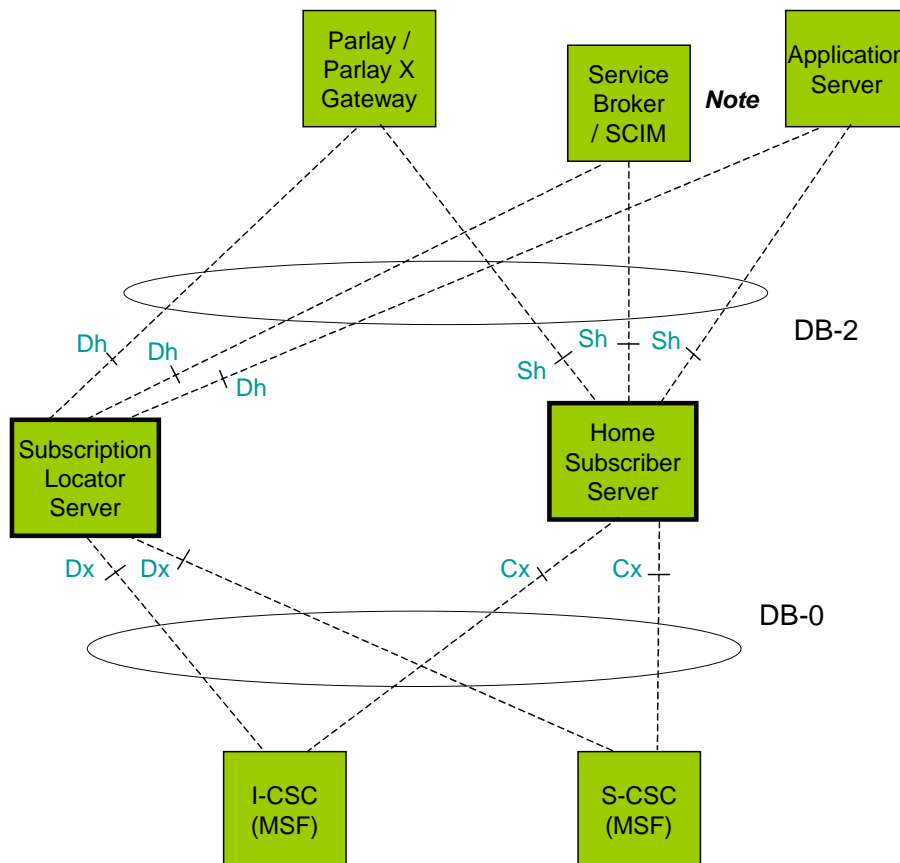 Parlay /
Parlay X
Gateway
Service
Broker
/ SCIM
Note
Application
Server
DB-2
Dh
Dh
Dh
Sh
Sh
Sh
Subscription
Locator
Server
Home
Subscriber
Server
Dx
Dx
Cx
Cx
DB-0
I-CSC
(MSF)
S-CSC
(MSF)